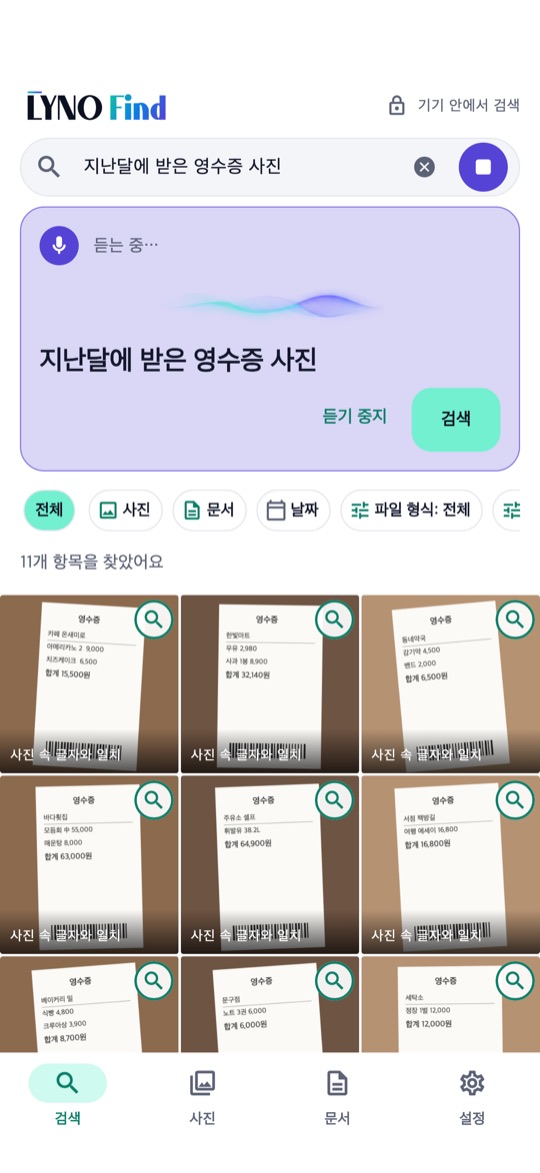 LYNO Find
기기 안에서 검색
지난달에 받은 영수증 사진
듣는 중…
지난달에 받은 영수증 사진
듣기 중지
검색
전체
사진
문서
날짜
파일 형식: 전체
11개 항목을 찾았어요
영수증
카페 온새미로
아메리카노 2 9,000
치즈케이크 6,500
합계 15,500원
사진 속 글자와 일치
영수증
한빛마트
우유 2,980
사과 1봉 8,900
합계 32,140원
사진 속 글자와 일치
영수증
동네약국
감기약 4,500
밴드 2,000
합계 6,500원
사진 속 글자와 일치
영수증
바다횟집
모둠회 中 55,000
매운탕 8,000
합계 63,000원
사진 속 글자와 일치
영수증
주유소 셀프
휘발유 38.2L
합계 64,900원
사진 속 글자와 일치
영수증
서점 책방길
여행 에세이 16,800
합계 16,800원
사진 속 글자와 일치
영수증
베이커리 밀
식빵 4,800
크루아상 3,900
합계 8,700원
영수증
문구점
노트 3권 6,000
합계 6,000원
영수증
세탁소
정장 1벌 12,000
합계 12,000원
검색
사진
문서
설정